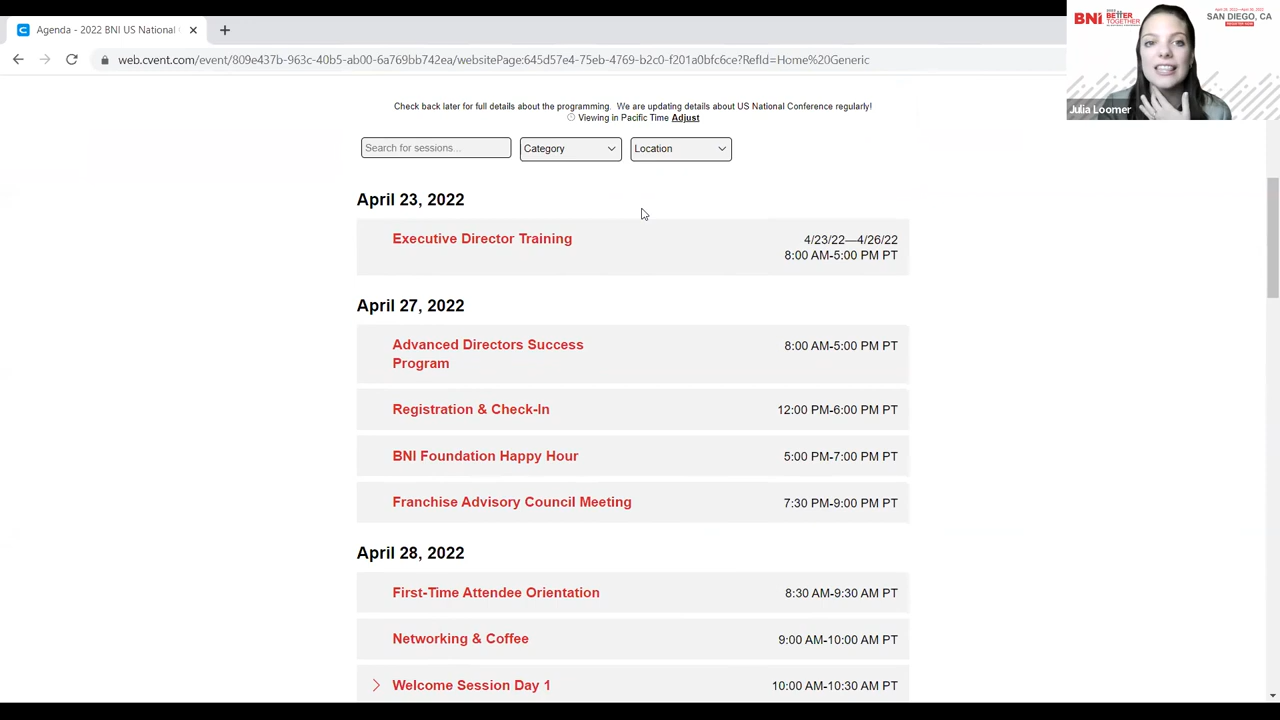 Agenda - 2022 BNI US National
web.cvent.com/event/809e437b-963c-40b5-ab00-6a769bb742ea/websitePage:645d57e4-75eb-4769-b2c0-f201a0bfc6ce?RefId=Home%20Generic
BNI
BETTER
TOGETHER
SAN DIEGO, CA
Julia Loomer
Check back later for full details about the programming. We are updating details about US National Conference regularly!
Viewing in Pacific Time Adjust
Search for sessions...
Category
Location
April 23, 2022
Executive Director Training
4/23/22—4/26/22
8:00 AM-5:00 PM PT
April 27, 2022
Advanced Directors Success
Program
8:00 AM-5:00 PM PT
Registration & Check-In
12:00 PM-6:00 PM PT
BNI Foundation Happy Hour
5:00 PM-7:00 PM PT
Franchise Advisory Council Meeting
7:30 PM-9:00 PM PT
April 28, 2022
First-Time Attendee Orientation
8:30 AM-9:30 AM PT
Networking & Coffee
9:00 AM-10:00 AM PT
Welcome Session Day 1
10:00 AM-10:30 AM PT